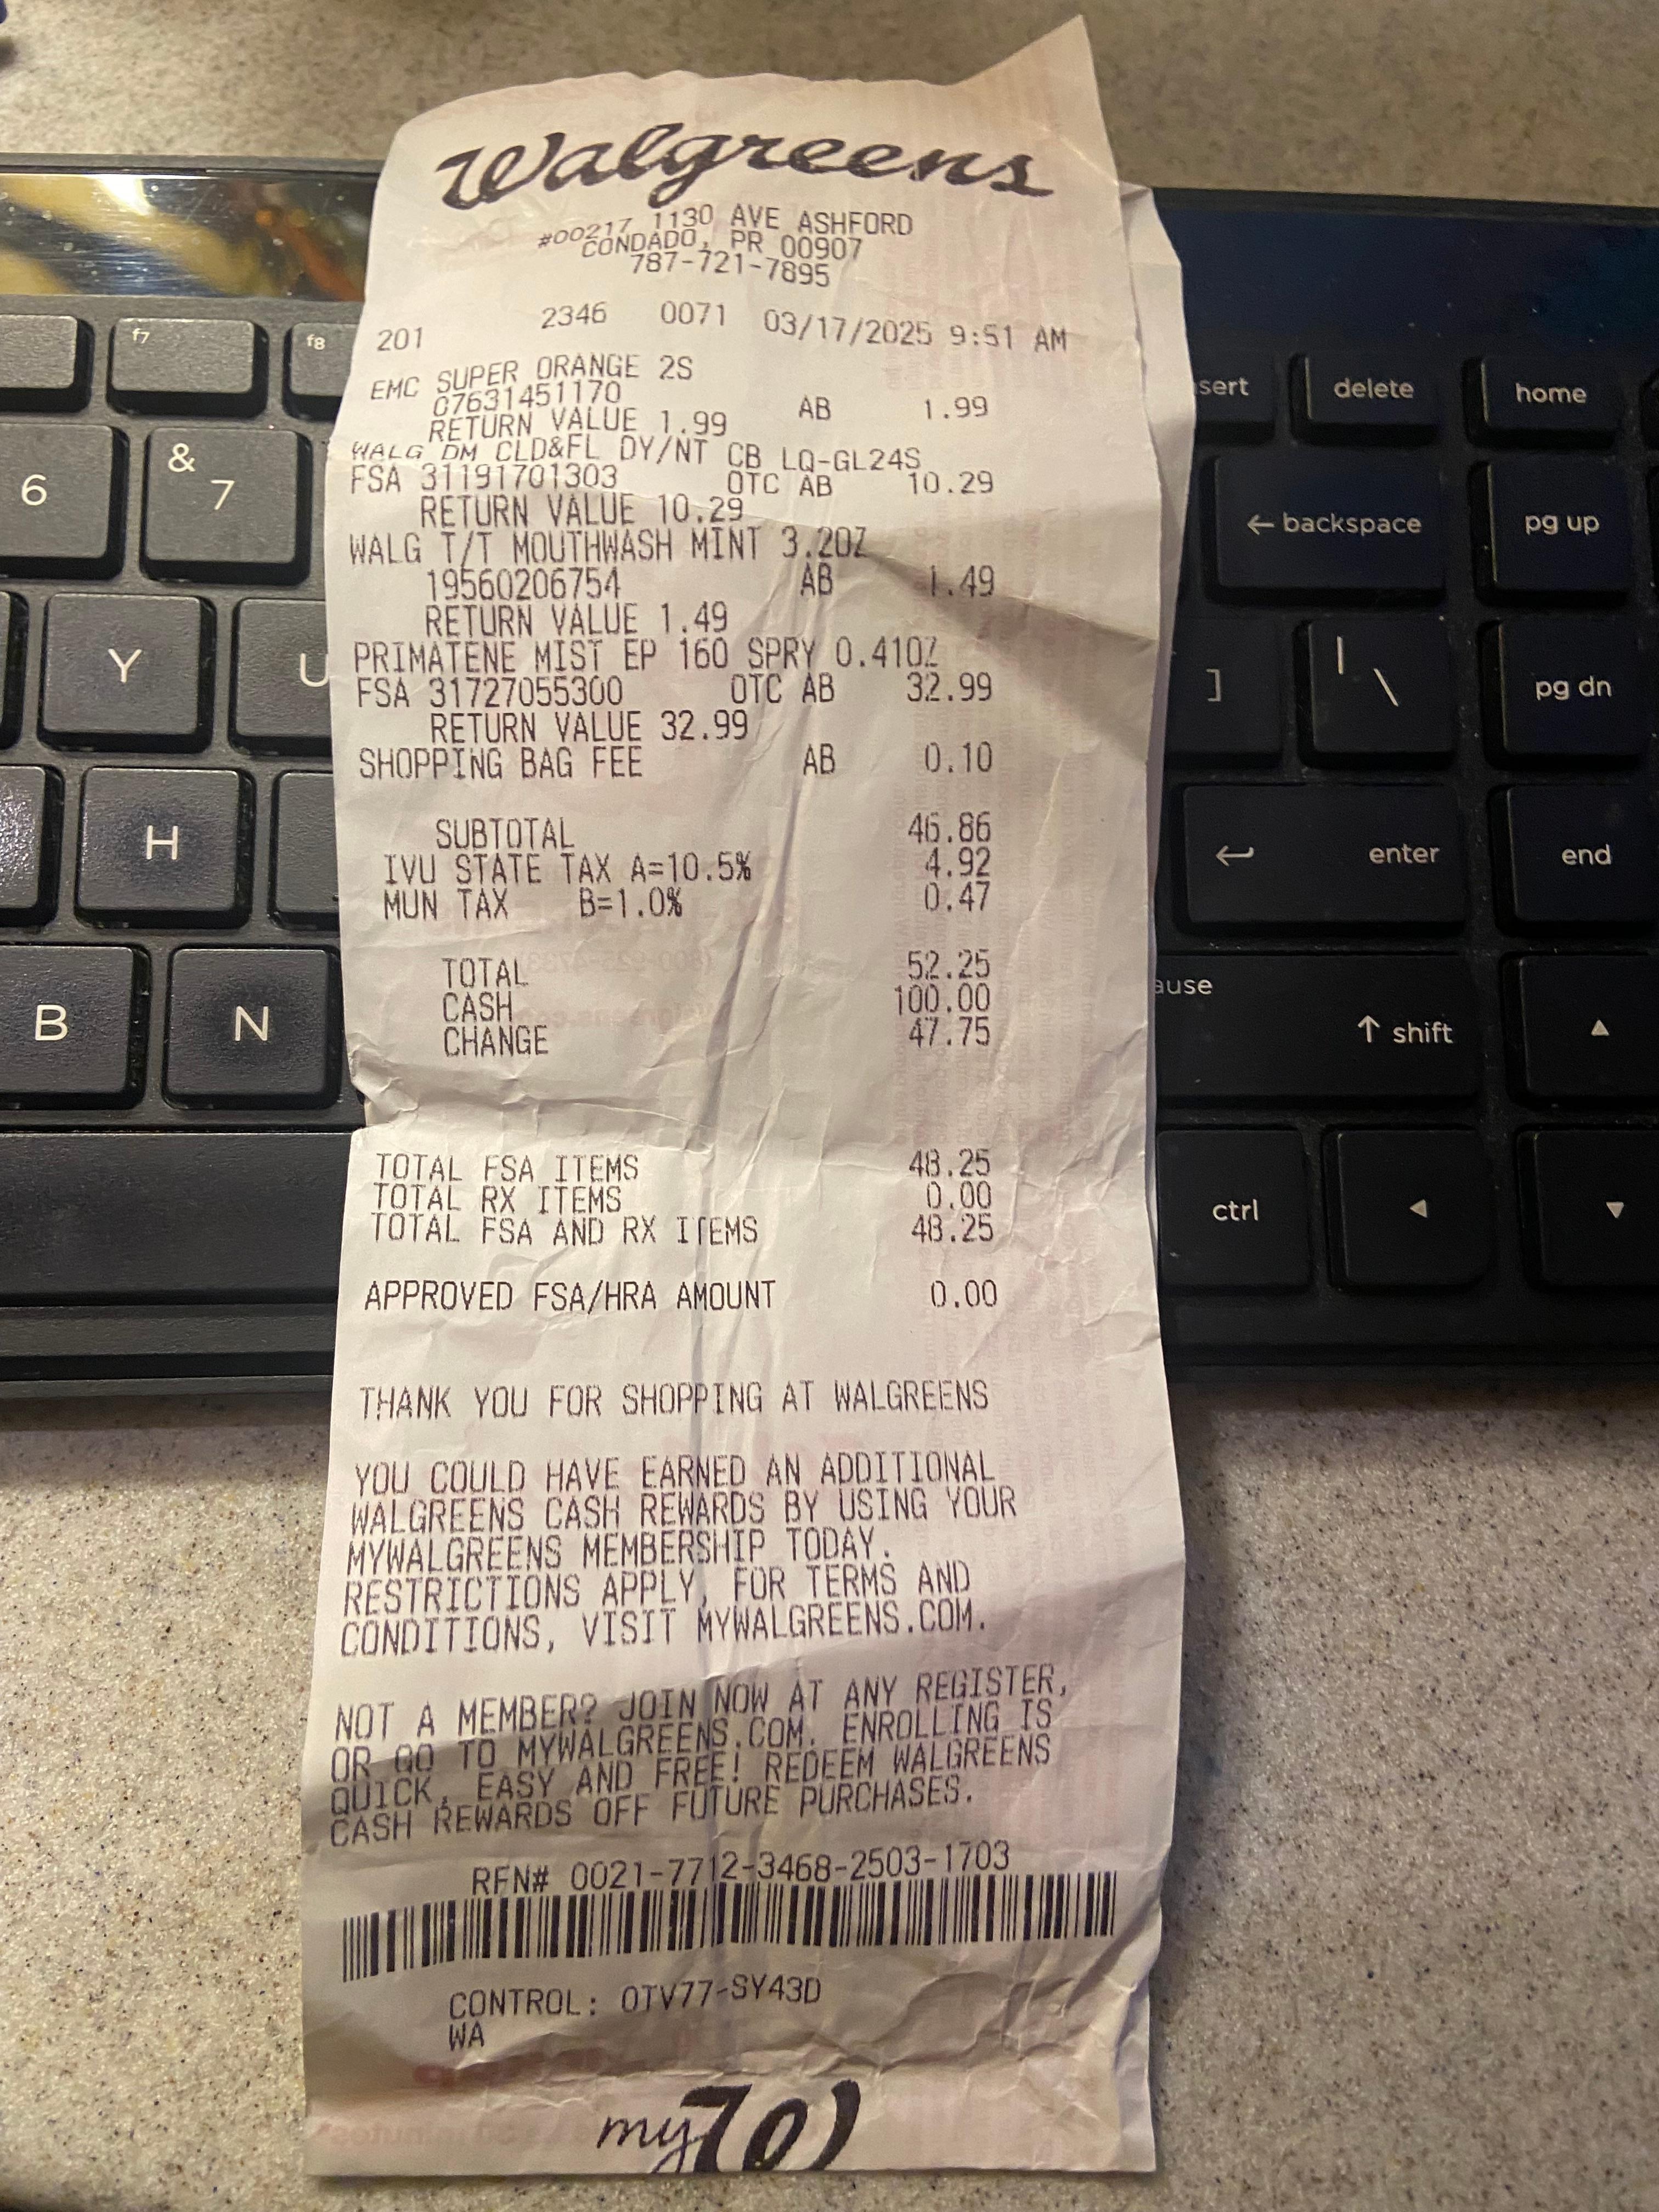 Walgreens
#00217 1130 AVE ASHFORD
CONDADO, PR 00907
787-721-7895
201 2346 0071 03/17/2025 9:51 AM
EMC SUPER ORANGE 2S
07631451170 AB 1.99
RETURN VALUE 1.99
WALG DM CLD&FL DY/NT CB LQ-GL24S
FSA 31191701303 OTC AB 10.29
RETURN VALUE 10.29
WALG T/T MOUTHWASH MINT 3.2OZ
19560206754 AB 1.49
RETURN VALUE 1.49
PRIMATENE MIST EP 160 SPRY 0.41OZ
FSA 31727055300 OTC AB 32.99
RETURN VALUE 32.99
SHOPPING BAG FEE AB 0.10
SUBTOTAL 46.86
IVU STATE TAX A=10.5% 4.92
MUN TAX B=1.0% 0.47
TOTAL 52.25
CASH 100.00
CHANGE 47.75
TOTAL FSA ITEMS 48.25
TOTAL RX ITEMS 0.00
TOTAL FSA AND RX ITEMS 48.25
APPROVED FSA/HRA AMOUNT 0.00
THANK YOU FOR SHOPPING AT WALGREENS
YOU COULD HAVE EARNED AN ADDITIONAL
WALGREENS CASH REWARDS BY USING YOUR
MYWALGREENS MEMBERSHIP TODAY.
RESTRICTIONS APPLY, FOR TERMS AND
CONDITIONS, VISIT MYWALGREENS.COM.
NOT A MEMBER? JOIN NOW AT ANY REGISTER,
OR GO TO MYWALGREENS.COM. ENROLLING IS
QUICK, EASY AND FREE! REDEEM WALGREENS
CASH REWARDS OFF FUTURE PURCHASES.
RFN# 0021-7712-3468-2503-1703
CONTROL: OTV77-SY43D
WA
my W
f7
f8
6
& 7
Y
U
H
B
N
delete
home
backspace
pg up
]
| \
pg dn
enter
end
shift
ctrl